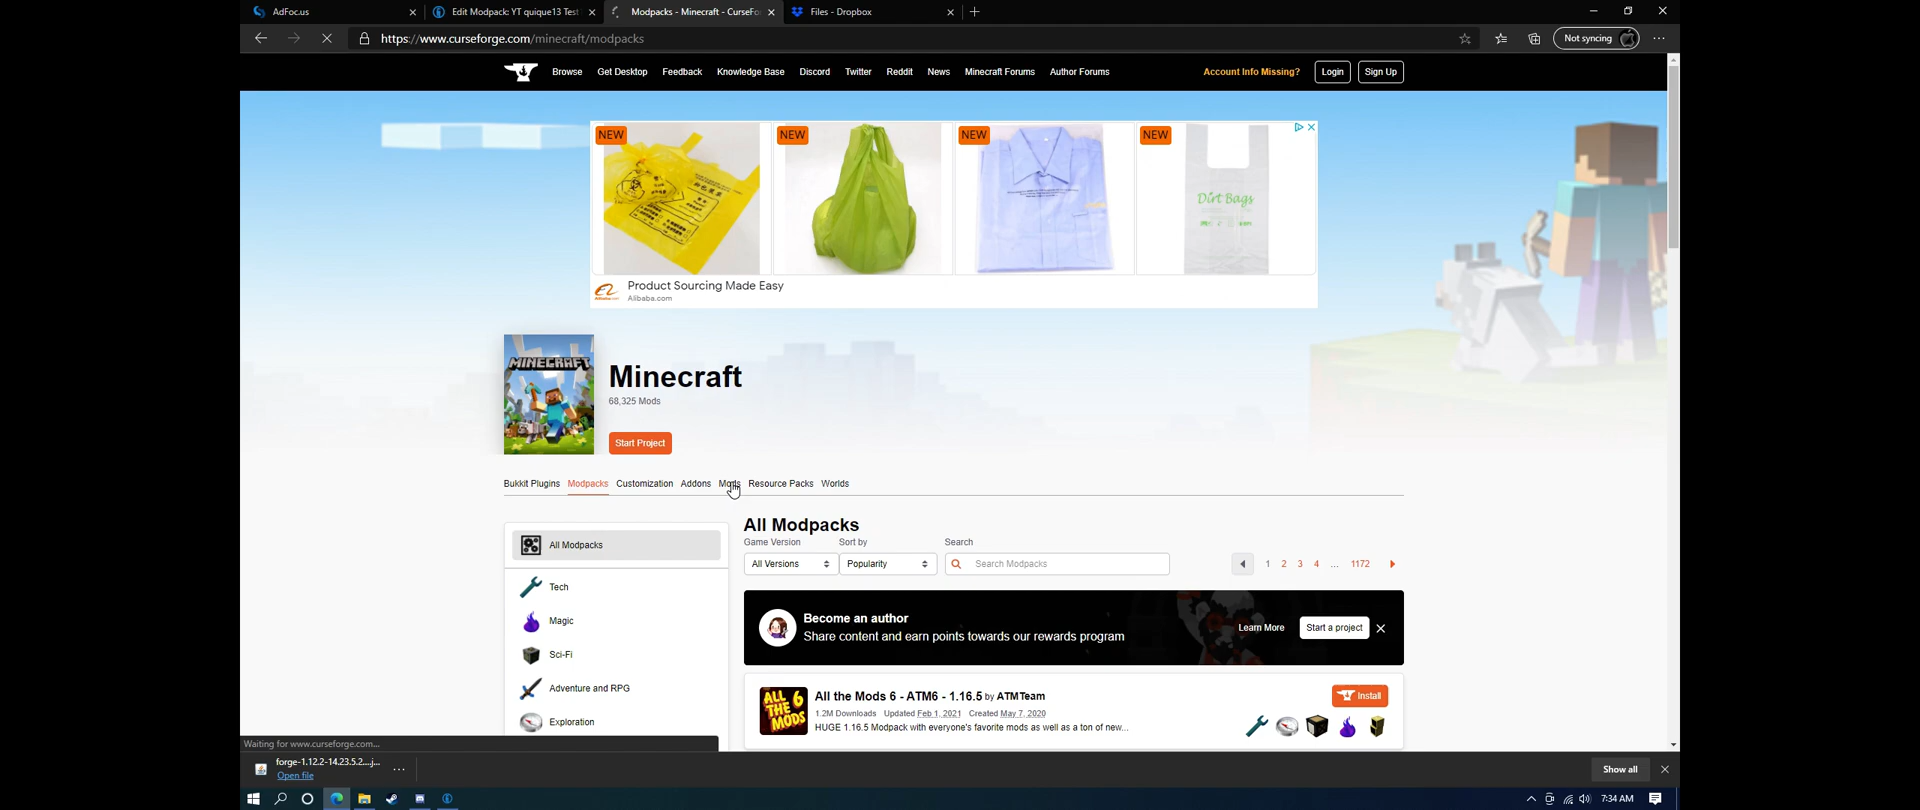 AdFoc.us
Edit Modpack: YT quique13 Test
Modpacks - Minecraft - CurseFo
Files - Dropbox
https://www.curseforge.com/minecraft/modpacks
Not syncing
Browse Get Desktop Feedback Knowledge Base Discord Twitter Reddit News Minecraft Forums Author Forums
Account Info Missing? Login Sign Up
NEW NEW NEW NEW
Dirt Bags
Product Sourcing Made Easy
Alibaba.com
MINECRAFT
Minecraft
68,325 Mods
Start Project
Bukkit Plugins Modpacks Customization Addons Mods Resource Packs Worlds
All Modpacks
Game Version Sort by Search
All Versions Popularity Search Modpacks
1 2 3 4 ... 1172
All Modpacks
Tech
Magic
Sci-Fi
Adventure and RPG
Exploration
Become an author
Share content and earn points towards our rewards program
Learn More Start a project
ALL THE MODS 6
All the Mods 6 - ATM6 - 1.16.5 by ATMTeam
Install
1.2M Downloads Updated Feb 1, 2021 Created May 7, 2020
HUGE 1.16.5 Modpack with everyone's favorite mods as well as a ton of new...
Waiting for www.curseforge.com...
forge-1.12.2-14.23.5.2....j...
Open file
Show all
7:34 AM